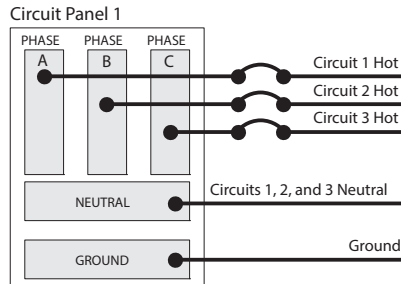 Circuit Panel 1
PHASE PHASE PHASE
A B C
Circuit 1 Hot
Circuit 2 Hot
Circuit 3 Hot
NEUTRAL
Circuits 1, 2, and 3 Neutral
GROUND
Ground